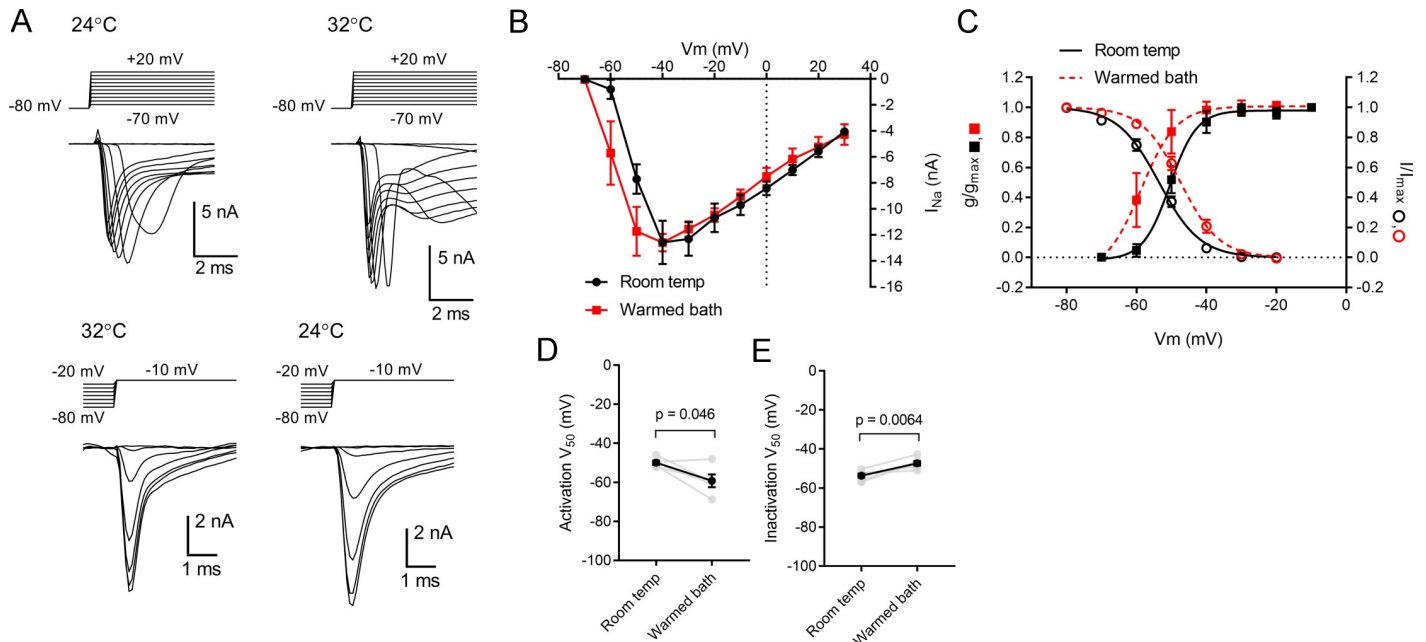 A
24°C
32°C
+20 mV
+20 mV
-80 mV
-80 mV
-70 mV
-70 mV
5 nA
2 ms
5 nA
2 ms
32°C
24°C
-20 mV
-10 mV
-20 mV
-10 mV
-80 mV
-80 mV
2 nA
1 ms
2 nA
1 ms
B
Vm (mV)
-80 -60 -40 -20 0 20 40
0
-2
-4
-6
-8
-10
-12
-14
-16
I_Na (nA)
Room temp
Warmed bath
C
Room temp
Warmed bath
1.2
1.0
0.8
0.6
0.4
0.2
0.0
-0.2
g/g_max ■,■
1.2
1.0
0.8
0.6
0.4
0.2
0.0
-0.2
I/I_max O,O
-80 -60 -40 -20 0
Vm (mV)
D
0
-20
-40
-60
-80
-100
Activation V_50 (mV)
p = 0.046
Room temp
Warmed bath
E
0
-20
-40
-60
-80
-100
Inactivation V_50 (mV)
p = 0.0064
Room temp
Warmed bath